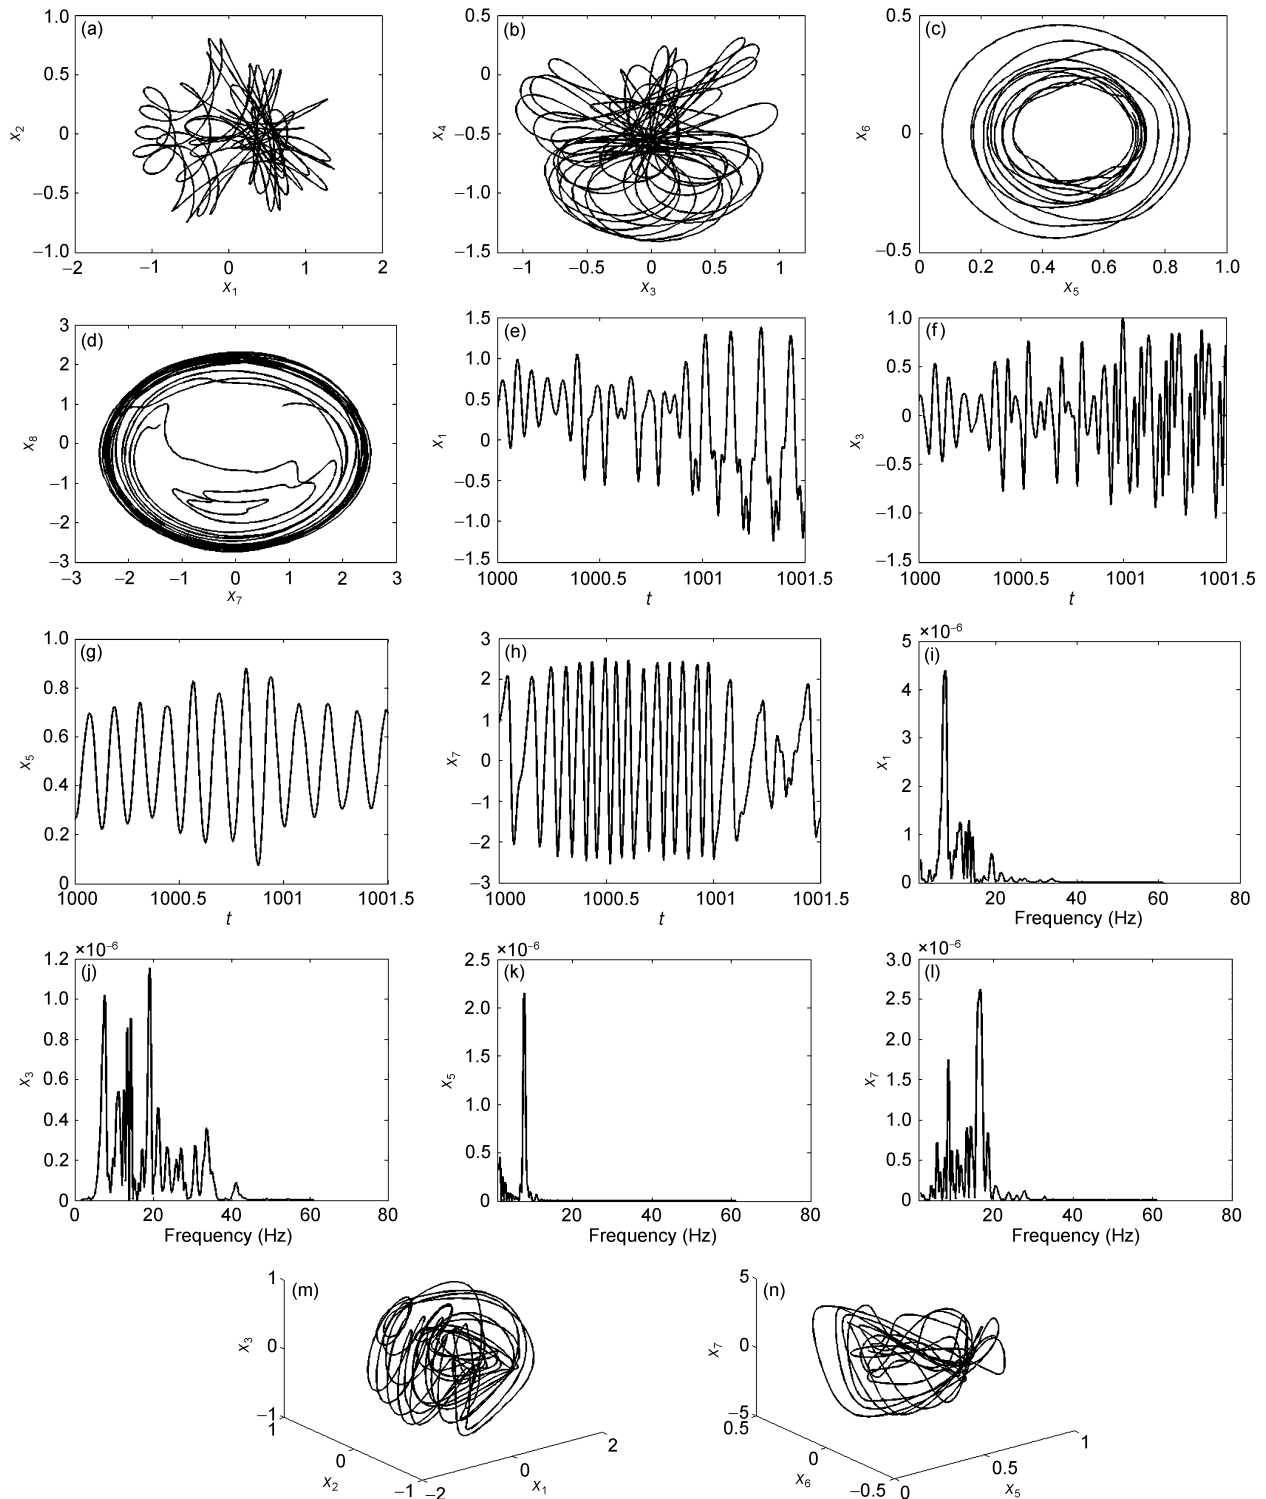 (a)
1.0
0.5
0
−0.5
−1.0
x2
−2 −1 0 1 2
x1
(b)
0.5
0
−0.5
−1.0
−1.5
x4
−1 −0.5 0 0.5 1
x3
(c)
0.5
0
−0.5
x6
0 0.2 0.4 0.6 0.8 1.0
x5
(d)
3
2
1
0
−1
−2
−3
x8
−3 −2 −1 0 1 2 3
x7
(e)
1.5
1.0
0.5
0
−0.5
−1.0
−1.5
x1
1000 1000.5 1001 1001.5
t
(f)
1.0
0.5
0
−0.5
−1.0
−1.5
x3
1000 1000.5 1001 1001.5
t
(g)
1.0
0.8
0.6
0.4
0.2
0
x5
1000 1000.5 1001 1001.5
t
(h)
3
2
1
0
−1
−2
−3
x7
1000 1000.5 1001 1001.5
t
×10−6
(i)
5
4
3
2
1
0
x1
20 40 60 80
Frequency (Hz)
×10−6
(j)
1.2
1.0
0.8
0.6
0.4
0.2
0
x3
0 20 40 60 80
Frequency (Hz)
×10−6
(k)
2.5
2.0
1.5
1.0
0.5
0
x5
20 40 60 80
Frequency (Hz)
×10−6
(l)
3.0
2.5
2.0
1.5
1.0
0.5
0
x7
20 40 60 80
Frequency (Hz)
(m)
1
0
−1
x3
1
0
−1
x2
−2
0
2
x1
(n)
5
0
−5
x7
0.5
0
−0.5
x6
0
0.5
1
x5